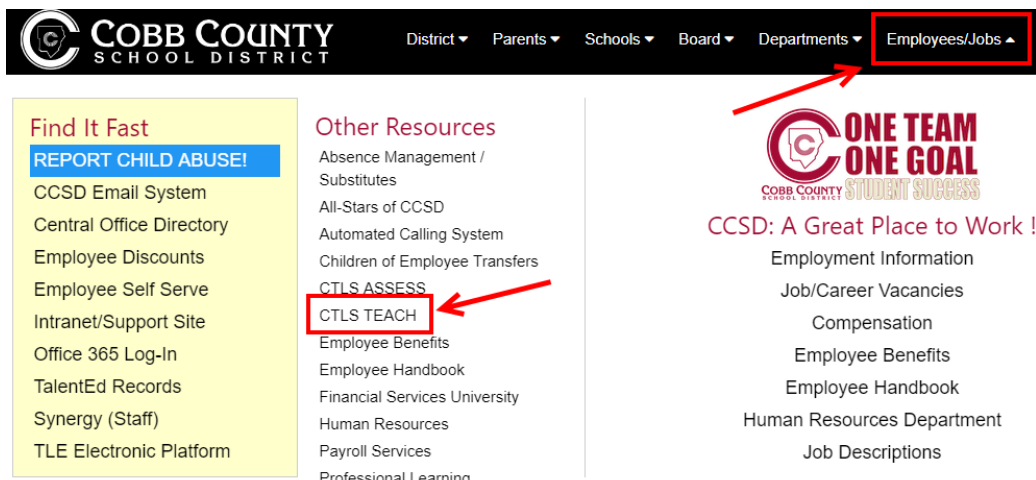 COBB COUNTY
SCHOOL DISTRICT
District Parents Schools Board Departments Employees/Jobs
Find It Fast
REPORT CHILD ABUSE!
CCSD Email System
Central Office Directory
Employee Discounts
Employee Self Serve
Intranet/Support Site
Office 365 Log-In
TalentEd Records
Synergy (Staff)
TLE Electronic Platform
Other Resources
Absence Management /
Substitutes
All-Stars of CCSD
Automated Calling System
Children of Employee Transfers
CTLS ASSESS
CTLS TEACH
Employee Benefits
Employee Handbook
Financial Services University
Human Resources
Payroll Services
Professional Learning
ONE TEAM
ONE GOAL
STUDENT SUCCESS
COBB COUNTY
SCHOOL DISTRICT
CCSD: A Great Place to Work !
Employment Information
Job/Career Vacancies
Compensation
Employee Benefits
Employee Handbook
Human Resources Department
Job Descriptions